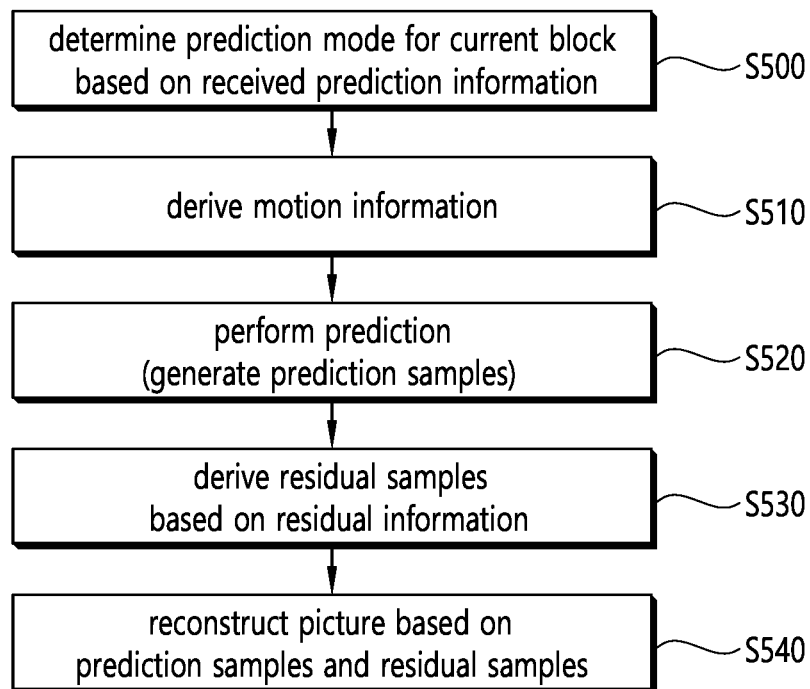 determine prediction mode for current block
based on received prediction information
S500
derive motion information
S510
perform prediction
(generate prediction samples)
S520
derive residual samples
based on residual information
S530
reconstruct picture based on
prediction samples and residual samples
S540